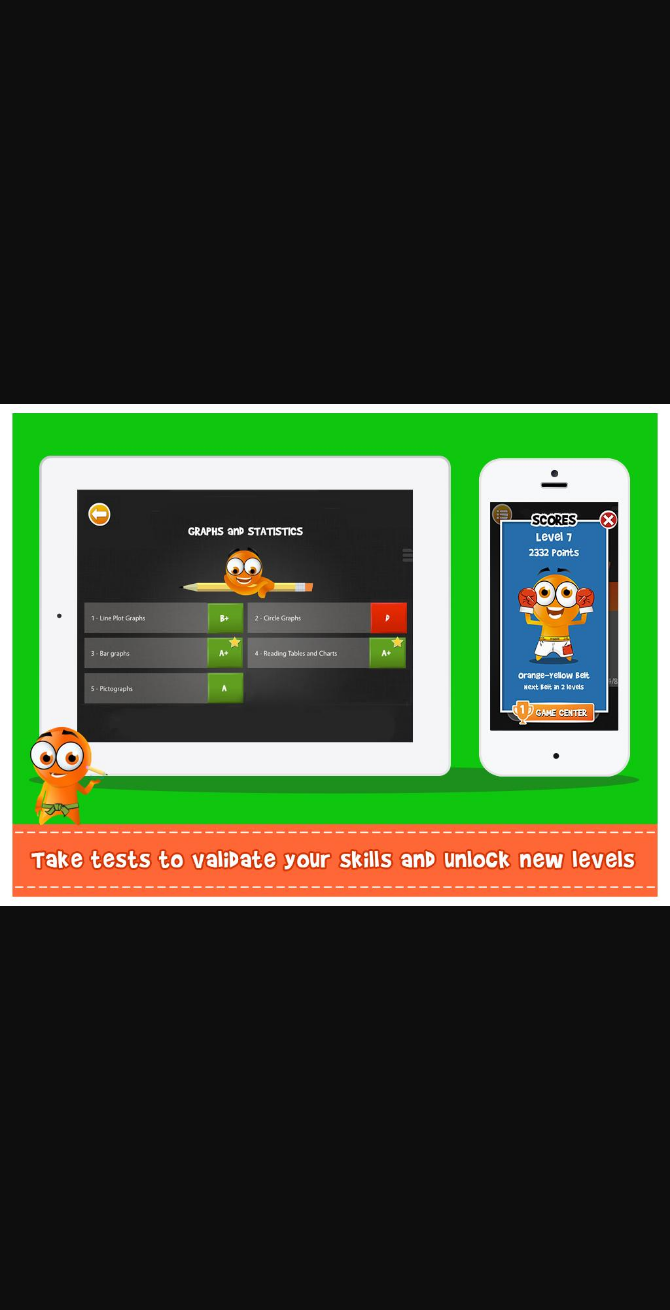 GRAPHS and STATISTICS
1 - Line Plot Graphs
B+
2 - Circle Graphs
D
3 - Bar graphs
A+
4 - Reading Tables and Charts
A+
5 - Pictographs
A
SCORES
Level 7
2332 Points
Orange-Yellow Belt
Next Belt in 2 levels
1 GAME CENTER
Take tests to validate your skills and unlock new levels